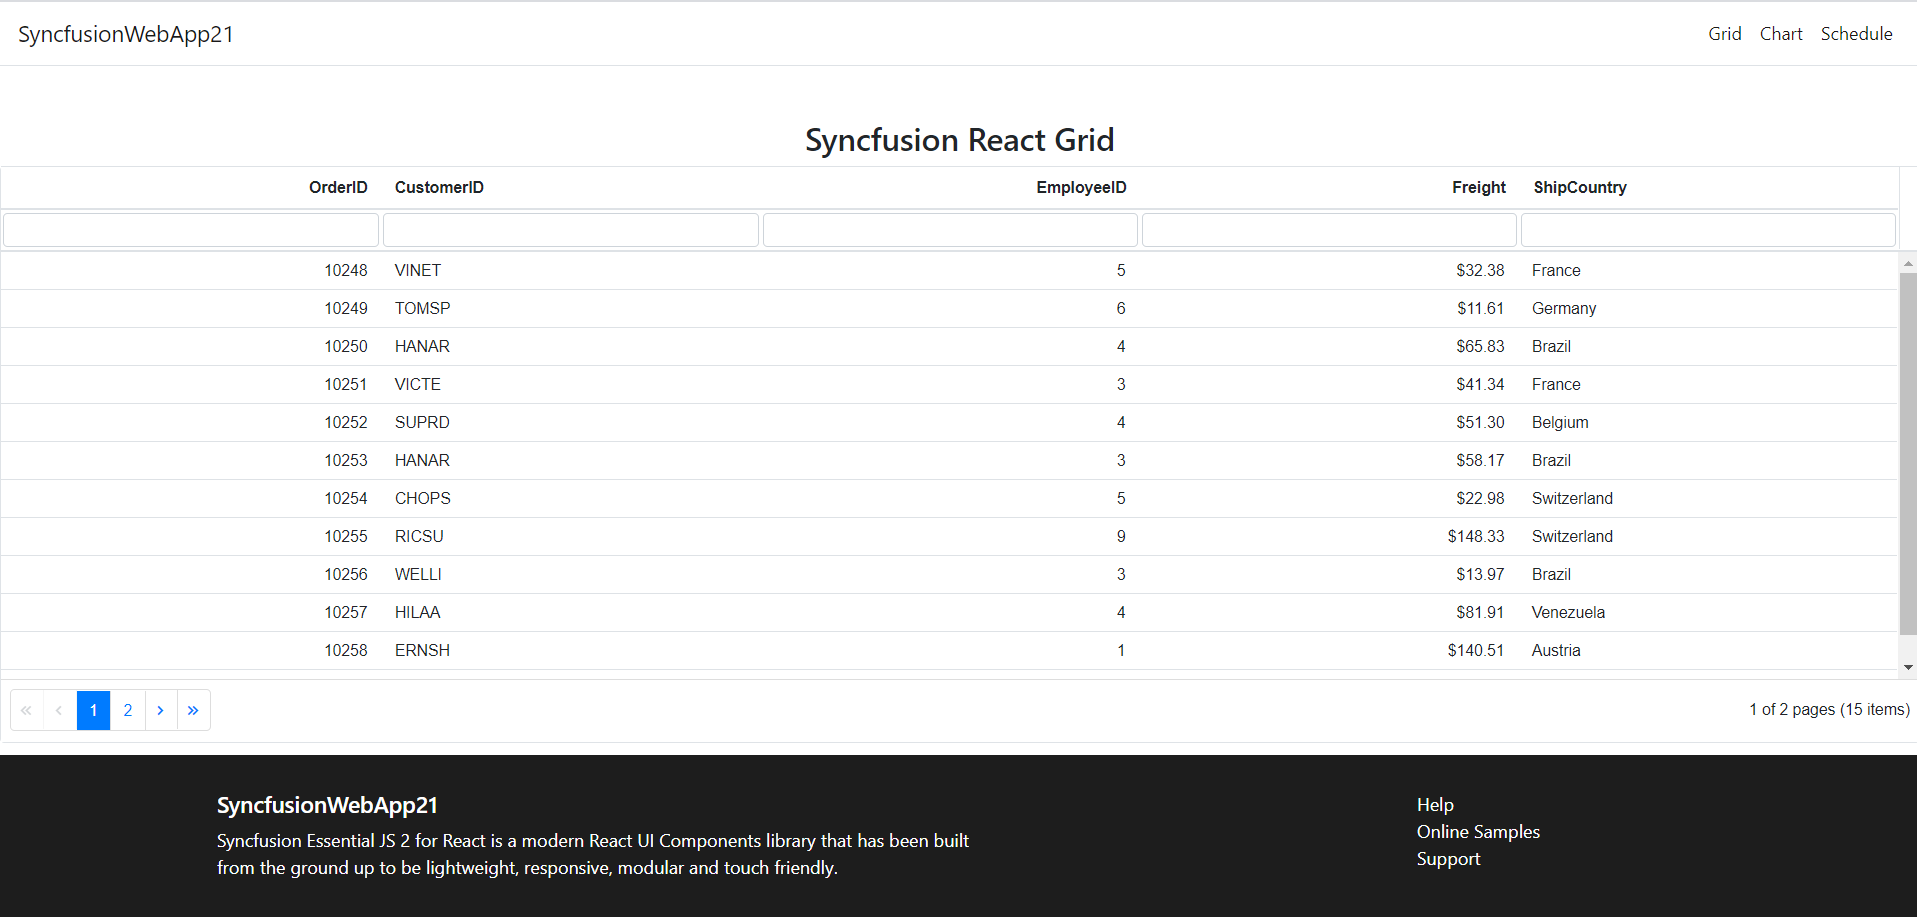 SyncfusionWebApp21 Grid Chart Schedule
Syncfusion React Grid
OrderID CustomerID EmployeeID Freight ShipCountry
10248 VINET 5 $32.38 France
10249 TOMSP 6 $11.61 Germany
10250 HANAR 4 $65.83 Brazil
10251 VICTE 3 $41.34 France
10252 SUPRD 4 $51.30 Belgium
10253 HANAR 3 $58.17 Brazil
10254 CHOPS 5 $22.98 Switzerland
10255 RICSU 9 $148.33 Switzerland
10256 WELLI 3 $13.97 Brazil
10257 HILAA 4 $81.91 Venezuela
10258 ERNSH 1 $140.51 Austria
« ‹ 1 2 › » 1 of 2 pages (15 items)
SyncfusionWebApp21
Syncfusion Essential JS 2 for React is a modern React UI Components library that has been built
from the ground up to be lightweight, responsive, modular and touch friendly.
Help
Online Samples
Support